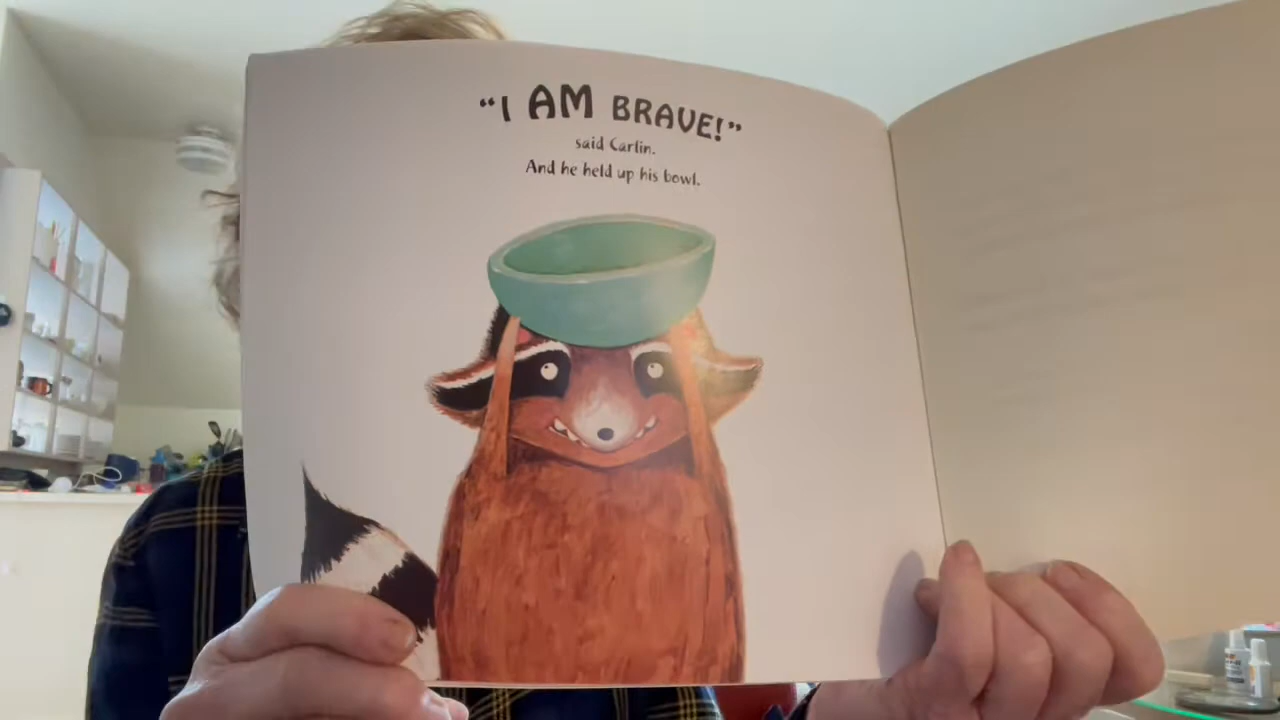 “I AM BRAVE!”
said Carlin.
And he held up his bowl.